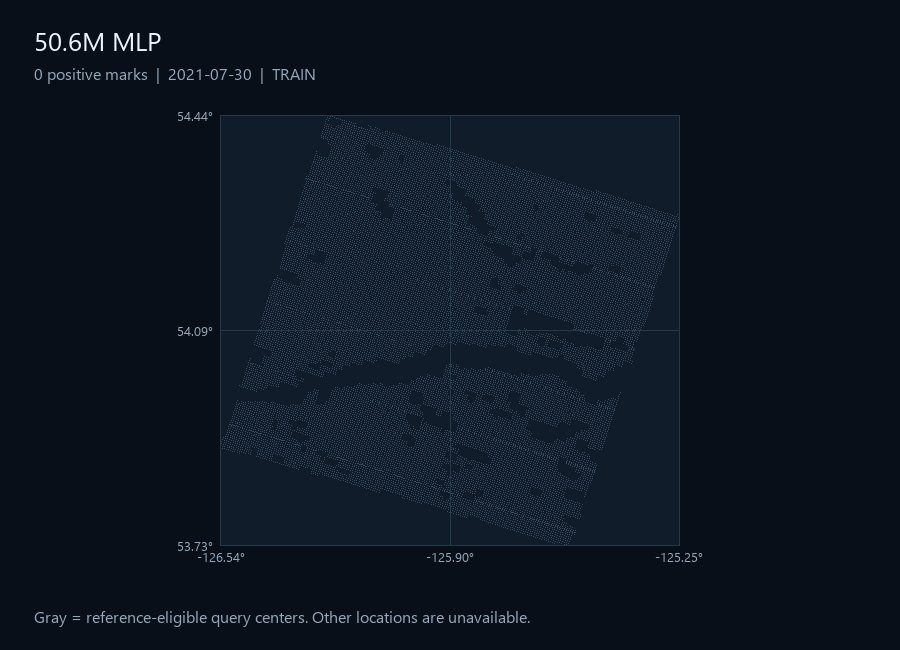 50.6M MLP
0 positive marks | 2021-07-30 | TRAIN
54.44°
54.09°
53.73°
-126.54°
-125.90°
-125.25°
Gray = reference-eligible query centers. Other locations are unavailable.